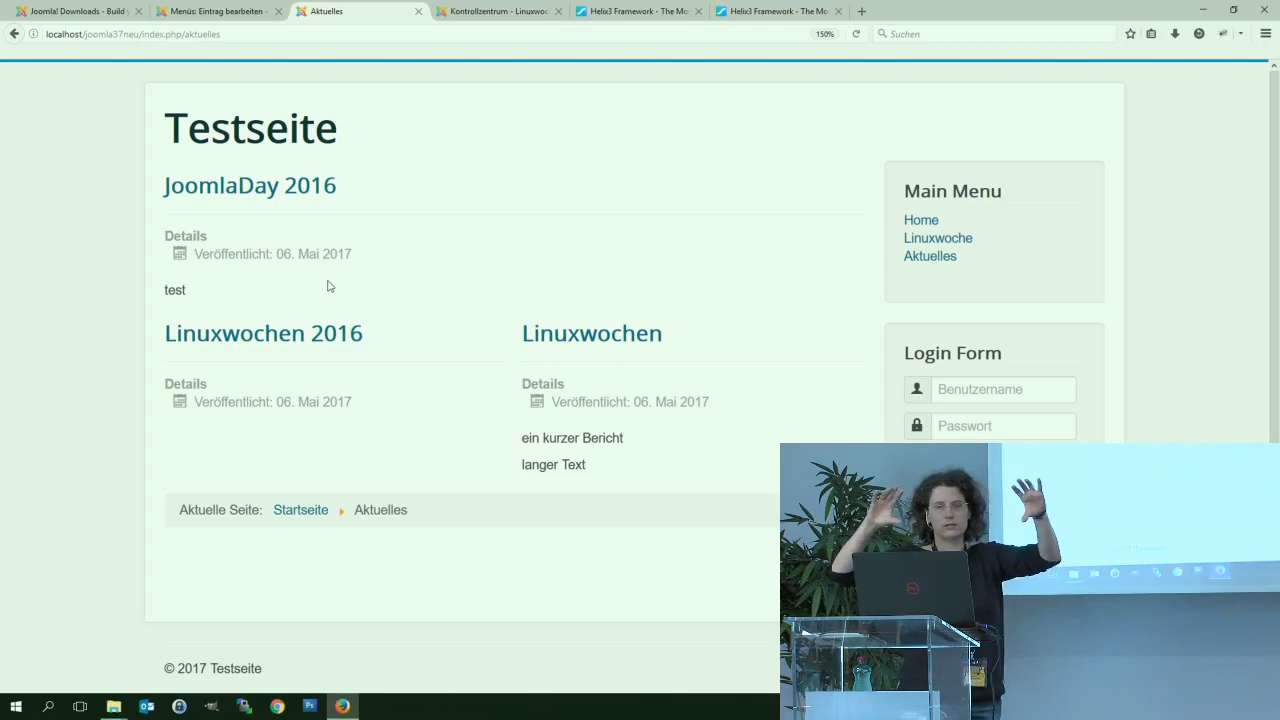 Joomla! Downloads - Build
Menüs: Eintrag bearbeiten -
Aktuelles
Kontrollzentrum - Linuxwoc
Helix3 Framework - The Mo
Helix3 Framework - The Mo
localhost/joomla37neu/index.php/aktuelles
150%
Suchen
Testseite
JoomlaDay 2016
Details
Veröffentlicht: 06. Mai 2017
test
Linuxwochen 2016
Details
Veröffentlicht: 06. Mai 2017
Linuxwochen
Details
Veröffentlicht: 06. Mai 2017
ein kurzer Bericht
langer Text
Aktuelle Seite: Startseite Aktuelles
© 2017 Testseite
Main Menu
Home
Linuxwoche
Aktuelles
Login Form
Benutzername
Passwort